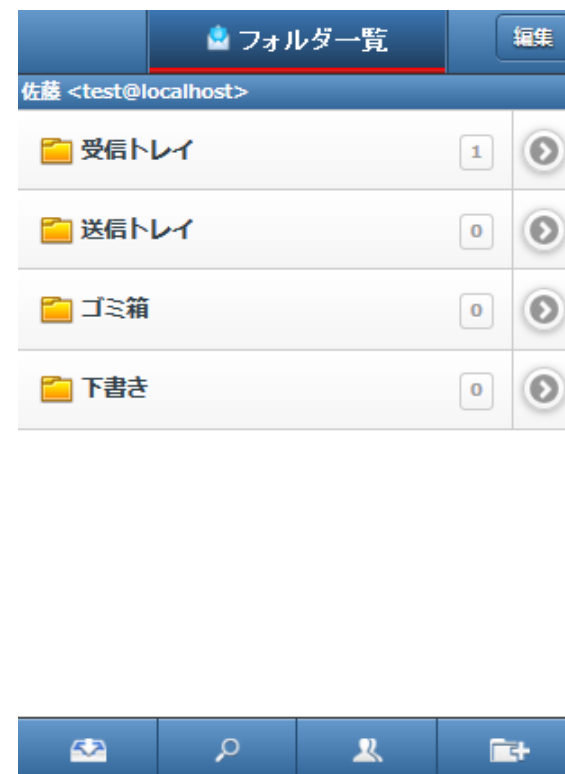 フォルダ一覧
編集
佐藤 <test@localhost>
受信トレイ 1
送信トレイ 0
ゴミ箱 0
下書き 0